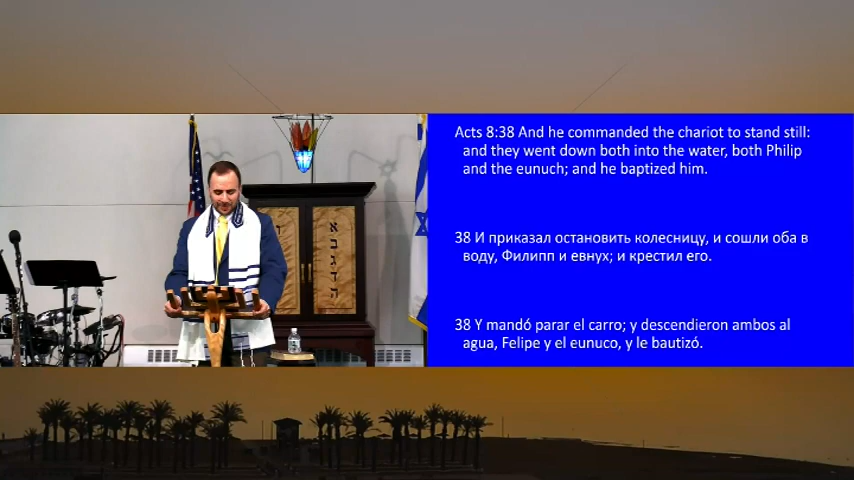 Acts 8:38 And he commanded the chariot to stand still:
and they went down both into the water, both Philip
and the eunuch; and he baptized him.
38 И приказал остановить колесницу, и сошли оба в
воду, Филипп и евнух; и крестил его.
38 Y mandó parar el carro; y descendieron ambos al
agua, Felipe y el eunuco, y le bautizó.